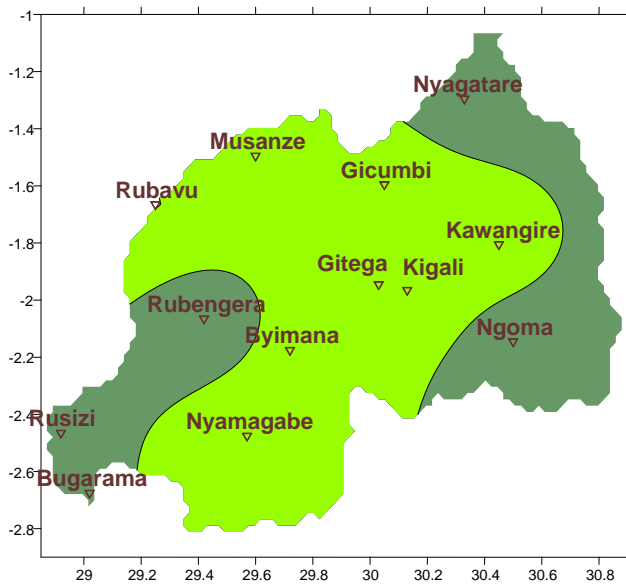 -1
-1.2
-1.4
-1.6
-1.8
-2
-2.2
-2.4
-2.6
-2.8
Nyagatare
Musanze
Gicumbi
Rubavu
Kawangire
Gitega
Kigali
Rubengera
Byimana
Ngoma
Rusizi
Nyamagabe
Bugarama
29
29.2
29.4
29.6
29.8
30
30.2
30.4
30.6
30.8